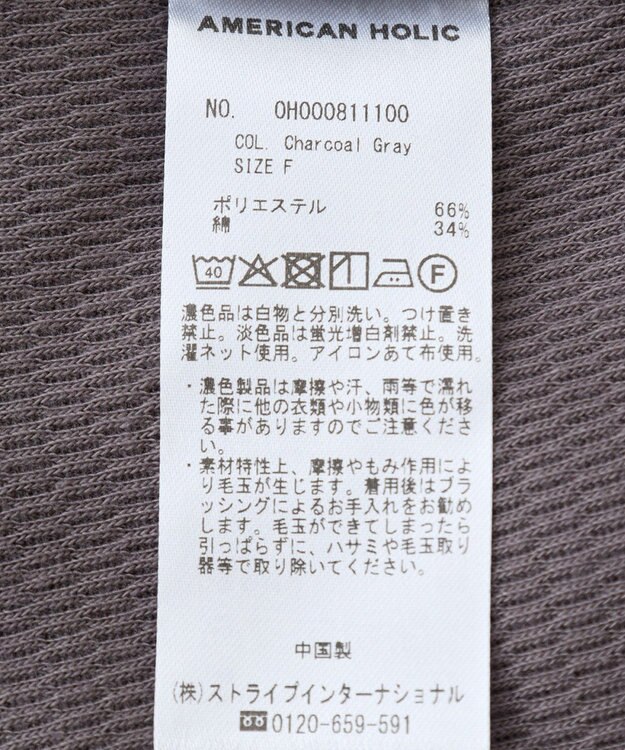 AMERICAN HOLIC
NO. OH000811100
COL. Charcoal Gray
SIZE F
ポリエステル 66%
綿 34%
40 F
濃色品は白物と分別洗い。つけ置き
禁止。淡色品は蛍光増白剤禁止。洗
濯ネット使用。アイロンあて布使用。
・濃色製品は摩擦や汗、雨等で濡れ
た際に他の衣類や小物類に色が移
る事がありますのでご注意くださ
い。
・素材特性上、摩擦やもみ作用によ
り毛玉が生じます。着用後はブラ
ッシングによるお手入れをお勧め
します。毛玉ができてしまったら
引っぱらずに、ハサミや毛玉取り
器等で取り除いてください。
中国製
(株)ストライプインターナショナル
0120-659-591